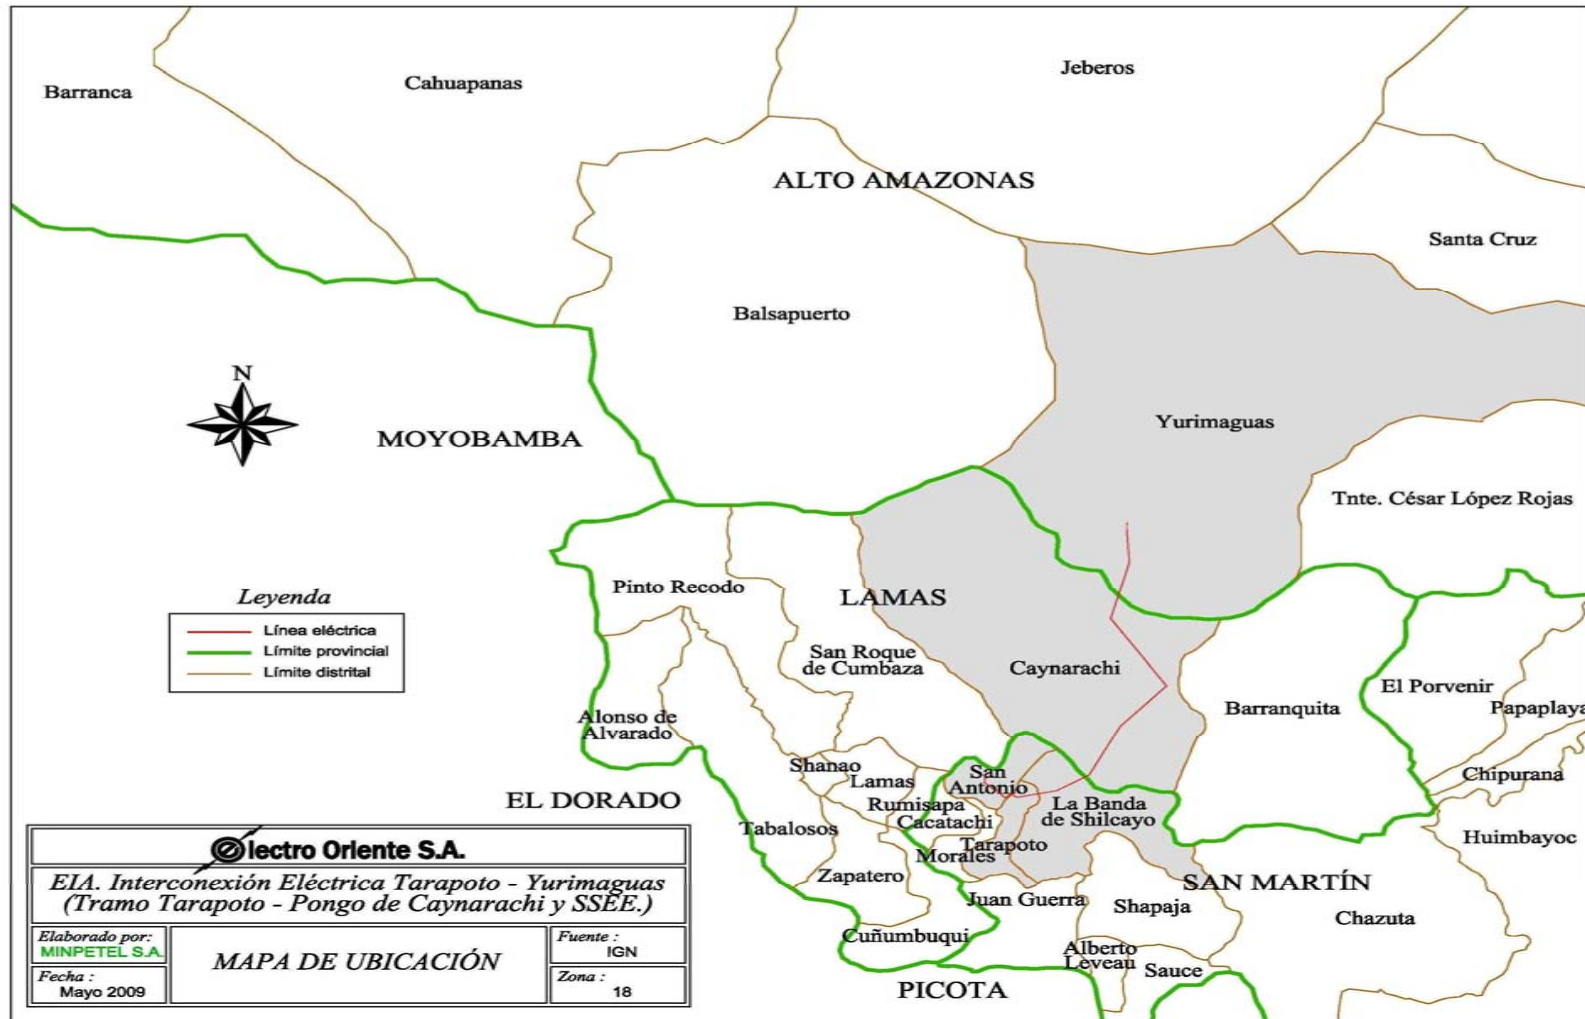 Barranca
Cahuapanas
Jeberos
ALTO AMAZONAS
Santa Cruz
Balsapuerto
N
MOYOBAMBA
Yurimaguas
Tnte. César López Rojas
Leyenda
Línea eléctrica
Límite provincial
Límite distrital
Pinto Recodo
LAMAS
San Roque
de Cumbaza
Caynarachi
El Porvenir
Barranquita
Papaplaya
Alonso de
Alvarado
Shanao
Lamas
San
Antonio
Chipurana
EL DORADO
Rumisapa
Cacatachi
La Banda
de Shilcayo
Tabalosos
Morales
Tarapoto
Huimbayoc
Zapatero
SAN MARTÍN
Juan Guerra
Shapaja
Chazuta
Cuñumbuqui
Alberto
Leveau
Sauce
PICOTA
Electro Oriente S.A.
EIA. Interconexión Eléctrica Tarapoto - Yurimaguas
(Tramo Tarapoto - Pongo de Caynarachi y SSEE.)
Elaborado por:
MINPETEL S.A.
Fecha :
Mayo 2009
MAPA DE UBICACIÓN
Fuente :
IGN
Zona :
18